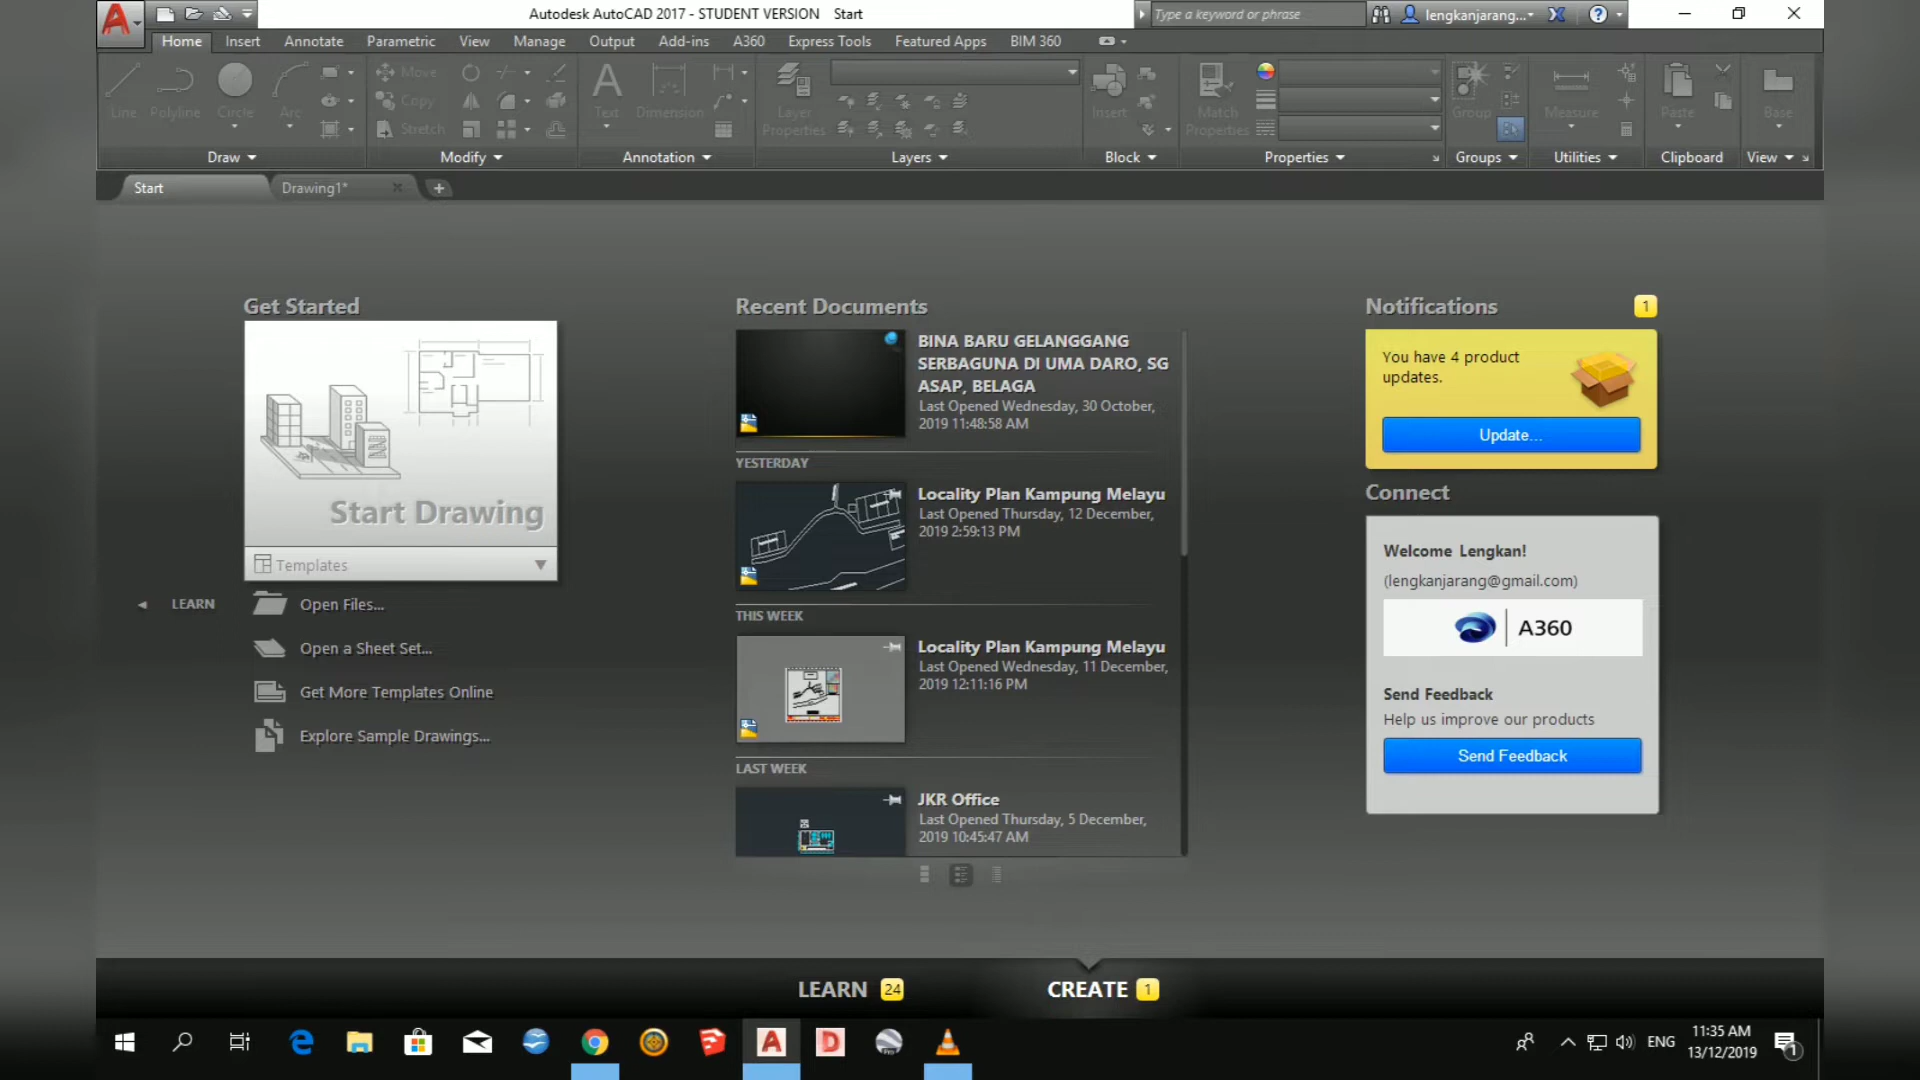 Autodesk AutoCAD 2017 - STUDENT VERSION Start
Type a keyword or phrase
lengkanjarang...
Home Insert Annotate Parametric View Manage Output Add-ins A360 Express Tools Featured Apps BIM 360
Line Polyline Circle Arc
Move
Copy
Stretch
Text Dimension
Layer Properties
Insert
Match Properties
Group
Measure
Paste
Base
Draw Modify Annotation Layers Block Properties Groups Utilities Clipboard View
Start Drawing1*
Get Started
Start Drawing
Templates
LEARN
Open Files...
Open a Sheet Set...
Get More Templates Online
Explore Sample Drawings...
Recent Documents
BINA BARU GELANGGANG
SERBAGUNA DI UMA DARO, SG
ASAP, BELAGA
Last Opened Wednesday, 30 October,
2019 11:48:58 AM
YESTERDAY
Locality Plan Kampung Melayu
Last Opened Thursday, 12 December,
2019 2:59:13 PM
THIS WEEK
Locality Plan Kampung Melayu
Last Opened Wednesday, 11 December,
2019 12:11:16 PM
LAST WEEK
JKR Office
Last Opened Thursday, 5 December,
2019 10:45:47 AM
Notifications 1
You have 4 product
updates.
Update...
Connect
Welcome Lengkan!
(lengkanjarang@gmail.com)
A360
Send Feedback
Help us improve our products
Send Feedback
LEARN 24 CREATE 1
ENG
11:35 AM
13/12/2019
1